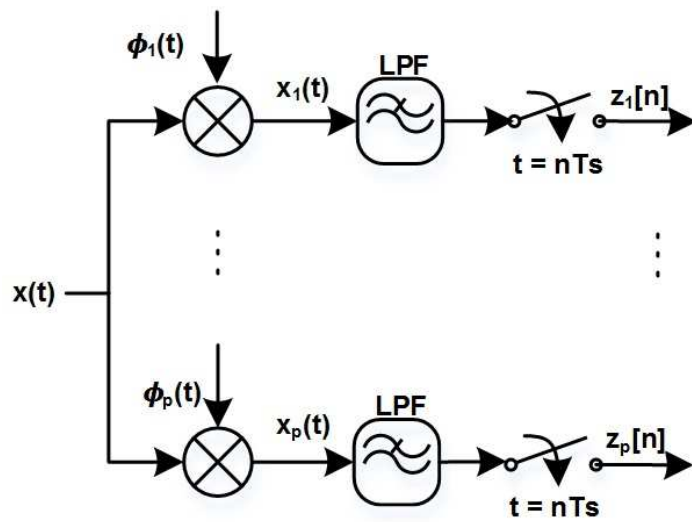 ϕ₁(t)
x₁(t)
LPF
z₁[n]
t = nTs
x(t)
ϕₚ(t)
xₚ(t)
LPF
zₚ[n]
t = nTs